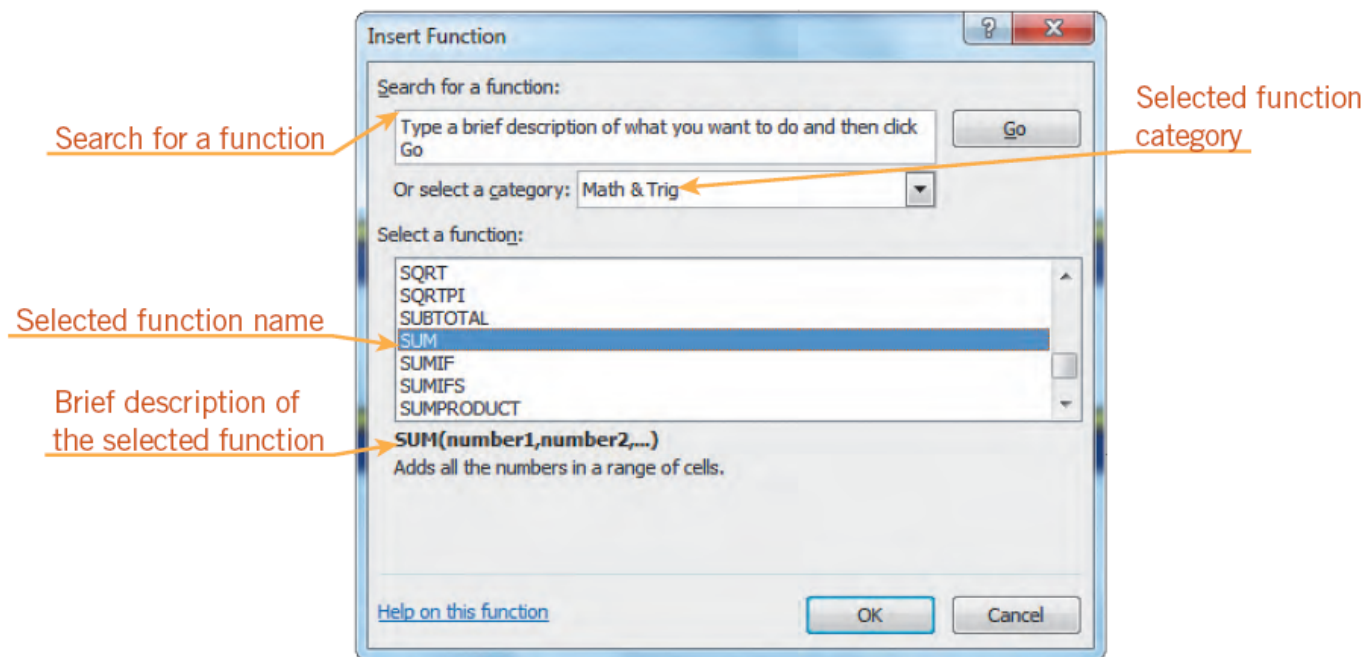 Insert Function
Search for a function:
Search for a function
Type a brief description of what you want to do and then click
Go
Go
Selected function
category
Or select a category: Math & Trig
Select a function:
SQRT
SQRTPI
SUBTOTAL
Selected function name
SUM
SUMIF
SUMIFS
SUMPRODUCT
Brief description of
the selected function
SUM(number1,number2,...)
Adds all the numbers in a range of cells.
Help on this function
OK
Cancel